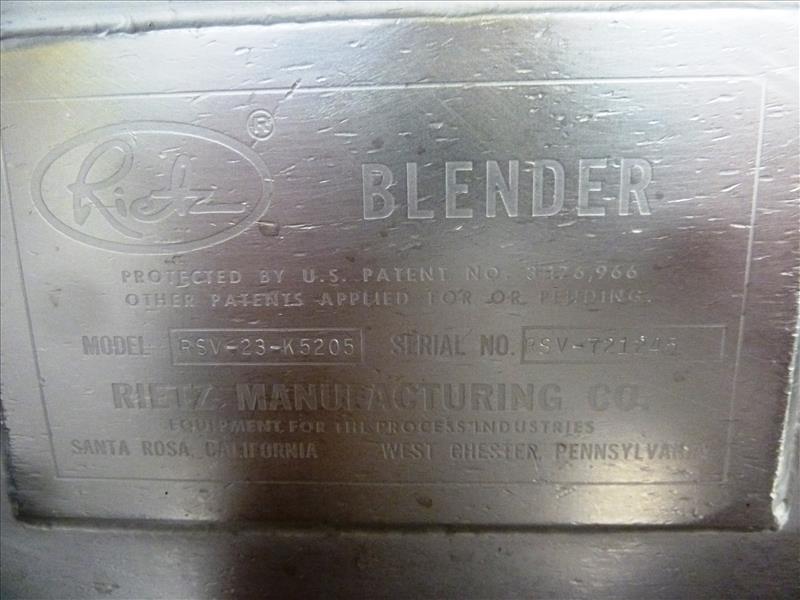 Rietz ® BLENDER
PROTECTED BY U.S. PATENT NO.
OTHER PATENTS APPLIED FOR OR PENDING.
MODEL RSV-23-K5205 SERIAL NO.
RIETZ MANUFACTURING CO.
EQUIPMENT FOR THE PROCESS INDUSTRIES
SANTA ROSA, CALIFORNIA WEST CHESTER, PENNSYLVANIA